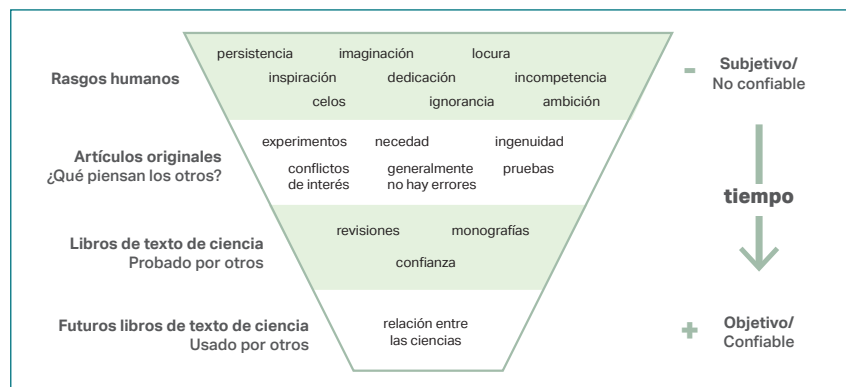 persistencia imaginación locura
Rasgos humanos
inspiración dedicación incompetencia
celos ignorancia ambición
- Subjetivo/
No confiable
Artículos originales
¿Qué piensan los otros?
experimentos necedad ingenuidad
conflictos
de interés
generalmente
no hay errores
pruebas
tiempo
Libros de texto de ciencia
Probado por otros
revisiones monografías
confianza
Futuros libros de texto de ciencia
Usado por otros
relación entre
las ciencias
+ Objetivo/
Confiable